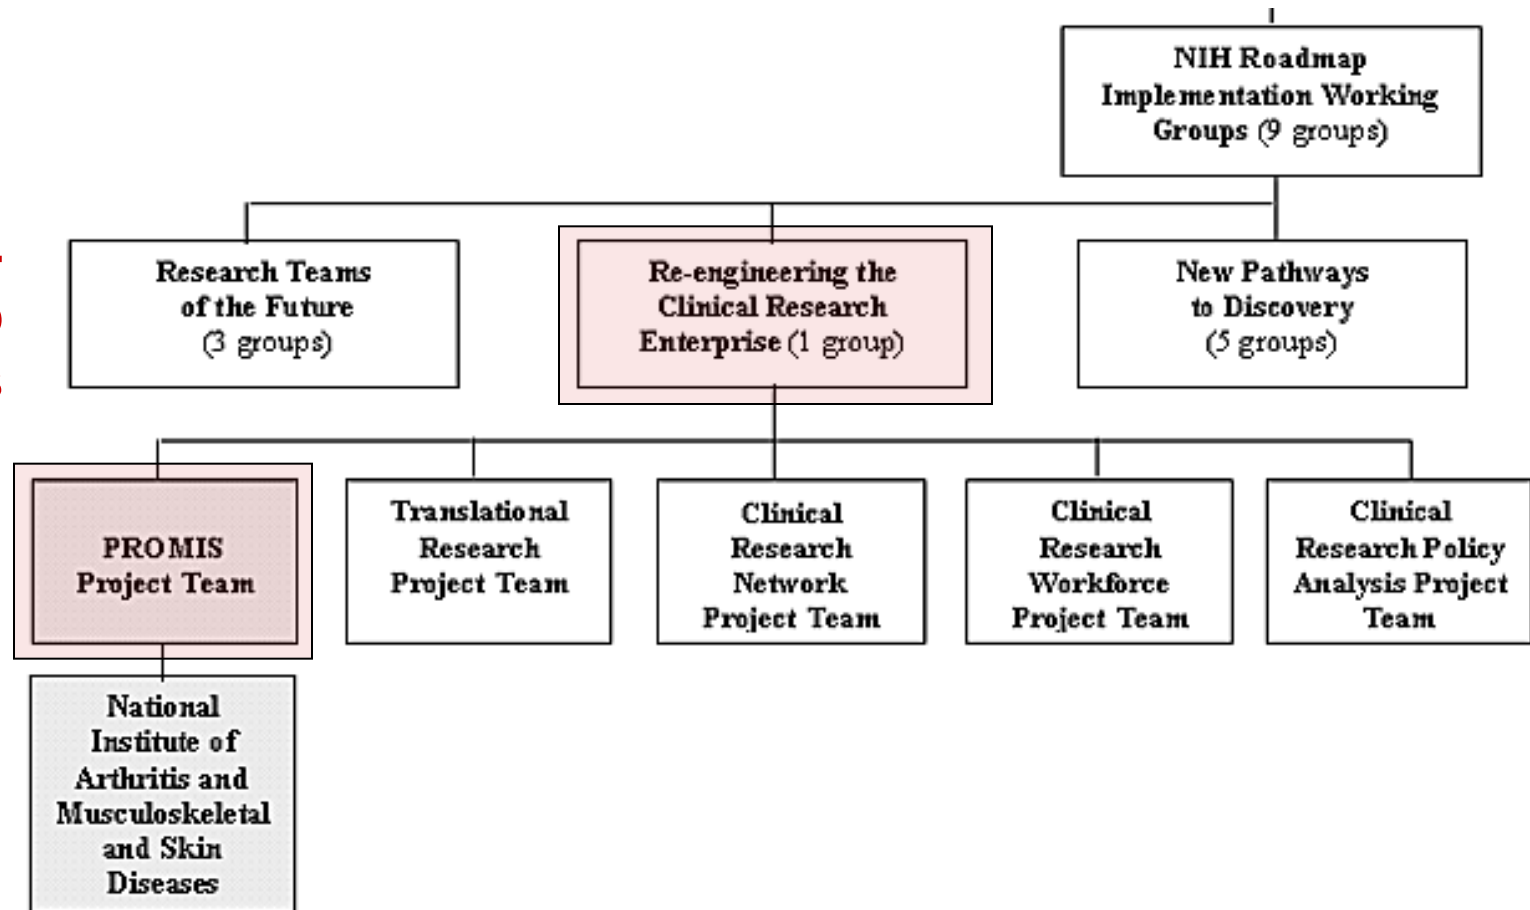 NIH Roadmap
Implementation Working
Groups (9 groups)
Research Teams
of the Future
(3 groups)
Re-engineering the
Clinical Research
Enterprise (1 group)
New Pathways
to Discovery
(5 groups)
PROMIS
Project Team
Translational
Research
Project Team
Clinical
Research
Network
Project Team
Clinical
Research
Workforce
Project Team
Clinical
Research Policy
Analysis Project
Team
National
Institute of
Arthritis and
Musculoskeletal
and Skin
Diseases